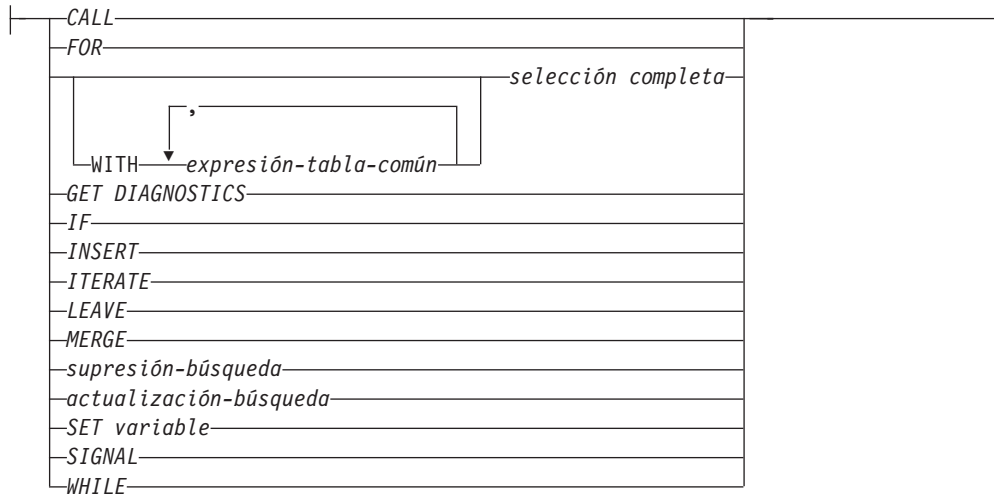 CALL
FOR
selección completa
,
WITH expresión-tabla-común
GET DIAGNOSTICS
IF
INSERT
ITERATE
LEAVE
MERGE
supresión-búsqueda
actualización-búsqueda
SET variable
SIGNAL
WHILE